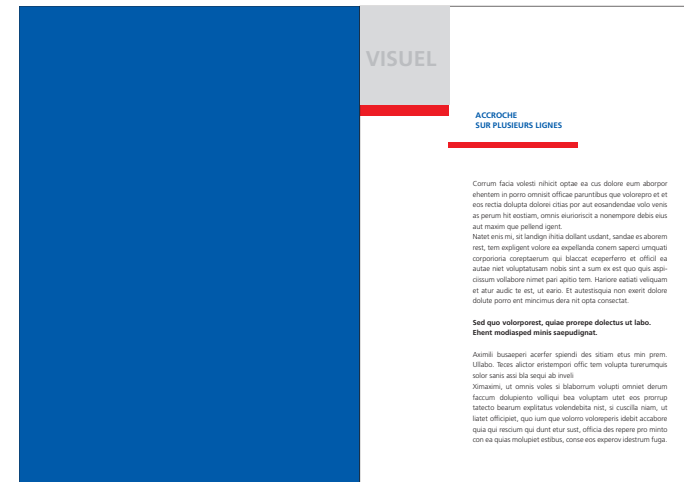 VISUEL
ACCROCHE
SUR PLUSIEURS LIGNES
Corrum facia volesti nihicit optae ea cus dolore eum aborpor
ehentem in porro omnisit officae paruntibus que volorepro et et
eos rectia dolupta dolorei citias por aut eosandendae volo venis
as perum hit eostiam, omnis eiurioriscit a nonempore debis eius
aut maxim que pellend igent.
Natet enis mi, sit landign ihitia dollant usdant, sandae es aborem
rest, tem expligent volore ea expellanda conem saperci umquati
corporioria coreptaerum qui blaccat eceperferro et officil ea
autae niet voluptatusam nobis sint a sum ex est quo quis aspi-
cissum vollabore nimet pari apitio tem. Hariore eatiati veliquam
et atur audic te est, ut eario. Et autestisquia non exerit dolore
dolute porro ent mincimus dera nit opta consectat.
Sed quo volorporest, quiae prorepe dolectus ut labo.
Ehent modiasped minis saepudignat.
Aximili busaeperi acerfer spiendi des sitiam etus min prem.
Ullabo. Teces alictor eristempori offic tem volupta turerumquis
solor sanis assi bla sequi ab inveli
Ximaximi, ut omnis voles si blaborrum volupti omniet derum
faccum dolupiento volliqui bea voluptam utet eos prorrup
tatecto bearum explitatus volendebita nist, si cuscilla niam, ut
liatet officipiet, quo ium que volorro voloreperis idebit accabore
quia qui rescium qui dunt etur sust, officia des repere pro minto
con ea quias molupiet estibus, conse eos experov idestrum fuga.